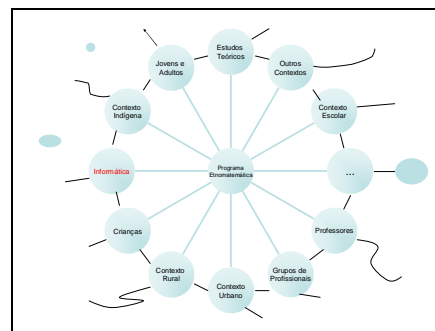 Estudos
Teóricos
Jovens e
Adultos
Outros
Contextos
Contexto
Indígena
Contexto
Escolar
Informática
Programa
Etnomatemática
...
Crianças
Professores
Contexto
Rural
Grupos de
Profissionais
Contexto
Urbano